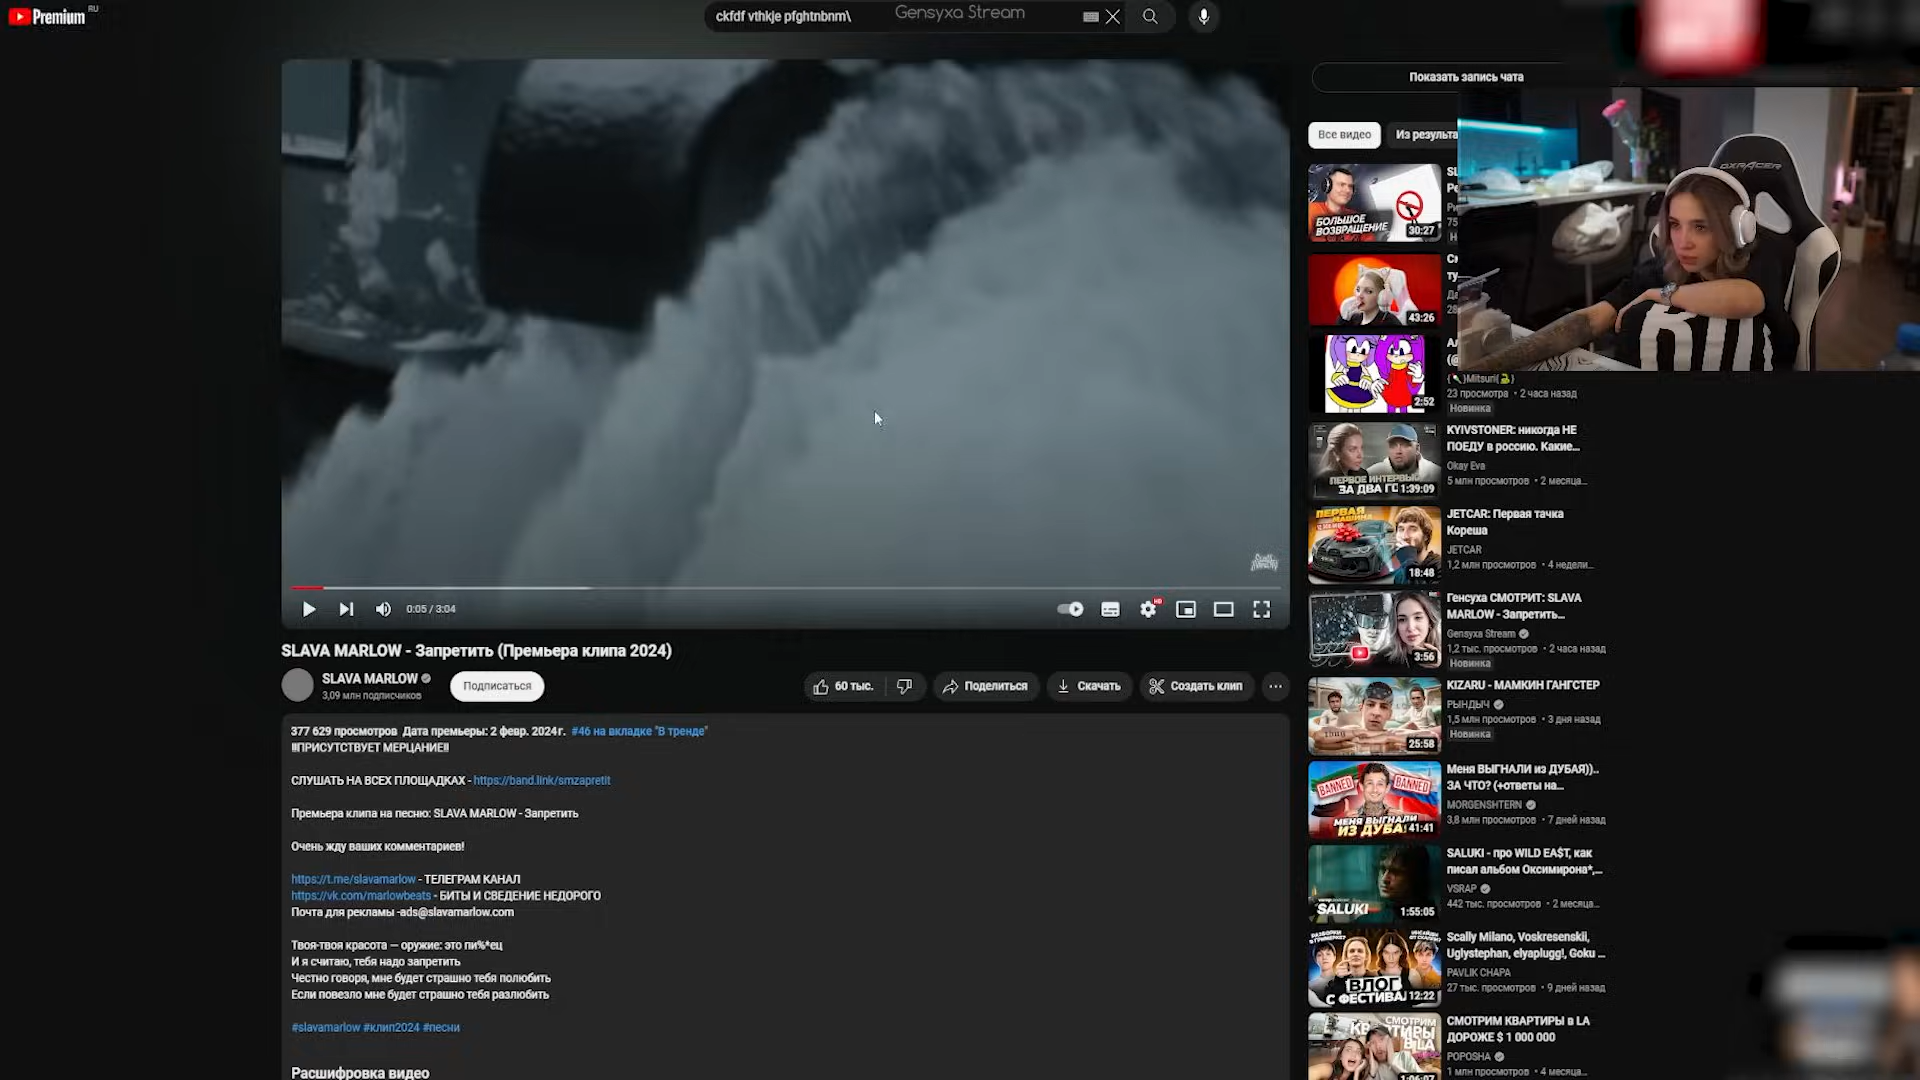 Premium
RU
ckfdf vthkje pfghtnbnm\
Gensyxa Stream
Показать запись чата
Все видео
DXRACER
БОЛЬШОЕ
ВОЗВРАЩЕНИЕ
30:27
43:26
2:52
{ }Mitsuri{ }
23 просмотра • 2 часа назад
Новинка
KYIVSTONER: никогда НЕ
ПОЕДУ в россию. Какие...
Okay Eva
5 млн просмотров • 2 месяца...
ПЕРВОЕ ИНТЕРВЬЮ
ЗА ДВА Г
1:39:09
JETCAR: Первая тачка
Кореша
JETCAR
1,2 млн просмотров • 4 недели...
ПЕРВАЯ
МАШИНА
18:48
Генсуха СМОТРИТ: SLAVA
MARLOW - Запретить...
Gensyxa Stream
1,2 тыс. просмотров • 2 часа назад
Новинка
3:56
KIZARU - МАМКИН ГАНГСТЕР
РЫНДЫЧ
1,5 млн просмотров • 3 дня назад
Новинка
25:58
Меня ВЫГНАЛИ из ДУБАЯ))..
ЗА ЧТО? (+ответы на...
MORGENSHTERN
3,8 млн просмотров • 7 дней назад
BANNED
BANNED
МЕНЯ ВЫГНАЛИ
ИЗ ДУБА
41:41
SALUKI - про WILD EA$T, как
писал альбом Оксимирона*,...
VSRAP
442 тыс. просмотров • 2 месяца...
SALUKI
1:55:05
Scally Milano, Voskresenskii,
Uglystephan, elyaplugg!, Goku ...
PAVLIK CHAPA
27 тыс. просмотров • 9 дней назад
ВЛОГ
С ФЕСТИВА
12:22
СМОТРИМ КВАРТИРЫ в LA
ДОРОЖЕ $ 1 000 000
POPOSHA
1 млн просмотров • 4 месяца...
СМОТРИМ
1:06:07
0:05 / 3:04
HD
SLAVA MARLOW - Запретить (Премьера клипа 2024)
SLAVA MARLOW
3,09 млн подписчиков
Подписаться
60 тыс.
Поделиться
Скачать
Создать клип
377 629 просмотров Дата премьеры: 2 февр. 2024 г. #46 на вкладке "В тренде"
!!!ПРИСУТСТВУЕТ МЕРЦАНИЕ!!!
СЛУШАТЬ НА ВСЕХ ПЛОЩАДКАХ - https://band.link/smzapretit
Премьера клипа на песню: SLAVA MARLOW - Запретить
Очень жду ваших комментариев!
https://t.me/slavamarlow - ТЕЛЕГРАМ КАНАЛ
https://vk.com/marlowbeats - БИТЫ И СВЕДЕНИЕ НЕДОРОГО
Почта для рекламы -ads@slavamarlow.com
Твоя-твоя красота — оружие: это пи%*ец
И я считаю, тебя надо запретить
Честно говоря, мне будет страшно тебя полюбить
Если повезло мне будет страшно тебя разлюбить
#slavamarlow #клип2024 #песни
Расшифровка видео